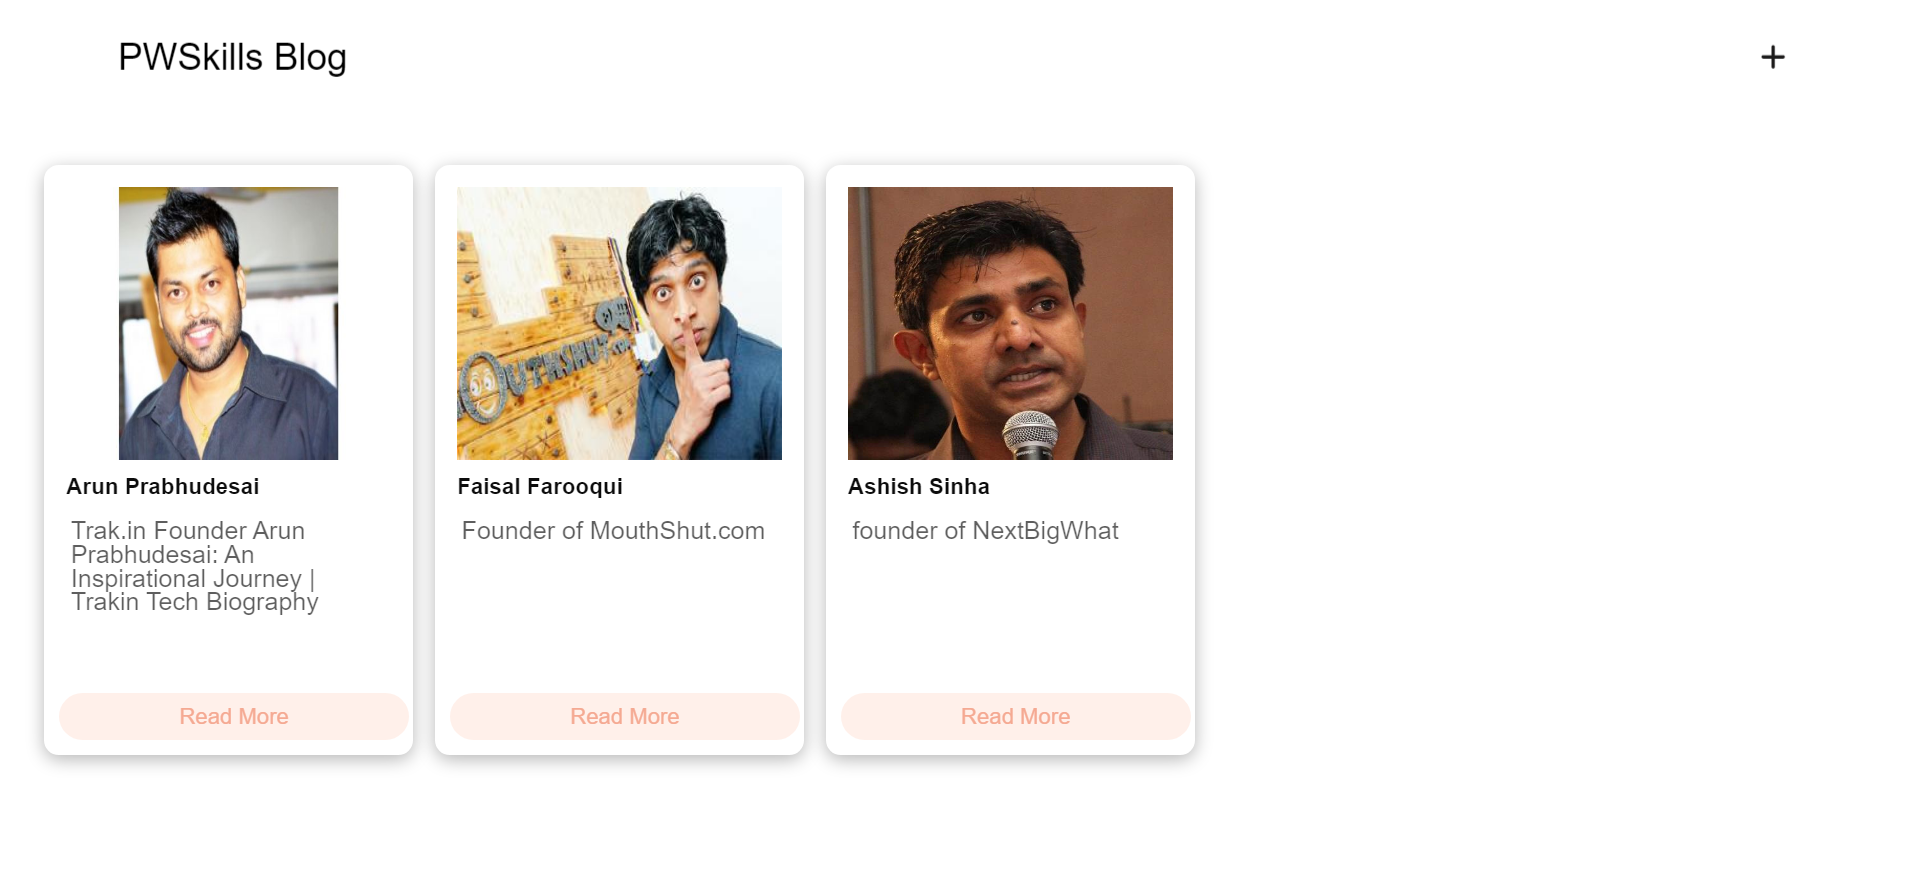 PWSkills Blog
Arun Prabhudesai
Trak.in Founder Arun
Prabhudesai: An
Inspirational Journey |
Trakin Tech Biography
Read More
OUTHSHUT
Faisal Farooqui
Founder of MouthShut.com
Read More
Ashish Sinha
founder of NextBigWhat
Read More